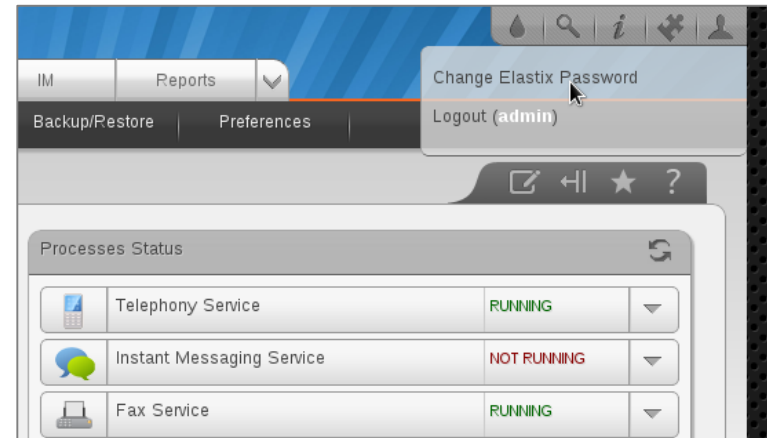 IM Reports
Change Elastix Password
Backup/Restore Preferences
Logout (admin)
Processes Status
Telephony Service RUNNING
Instant Messaging Service NOT RUNNING
Fax Service RUNNING